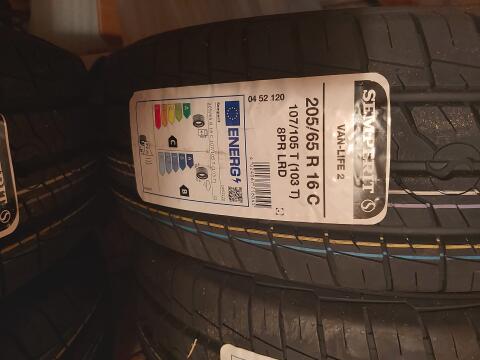 SEMPERIT
VAN-LIFE 2
205/65 R 16 C
107/105 T (103 T)
8PR LRD
04 52 120
ENERG
C
B